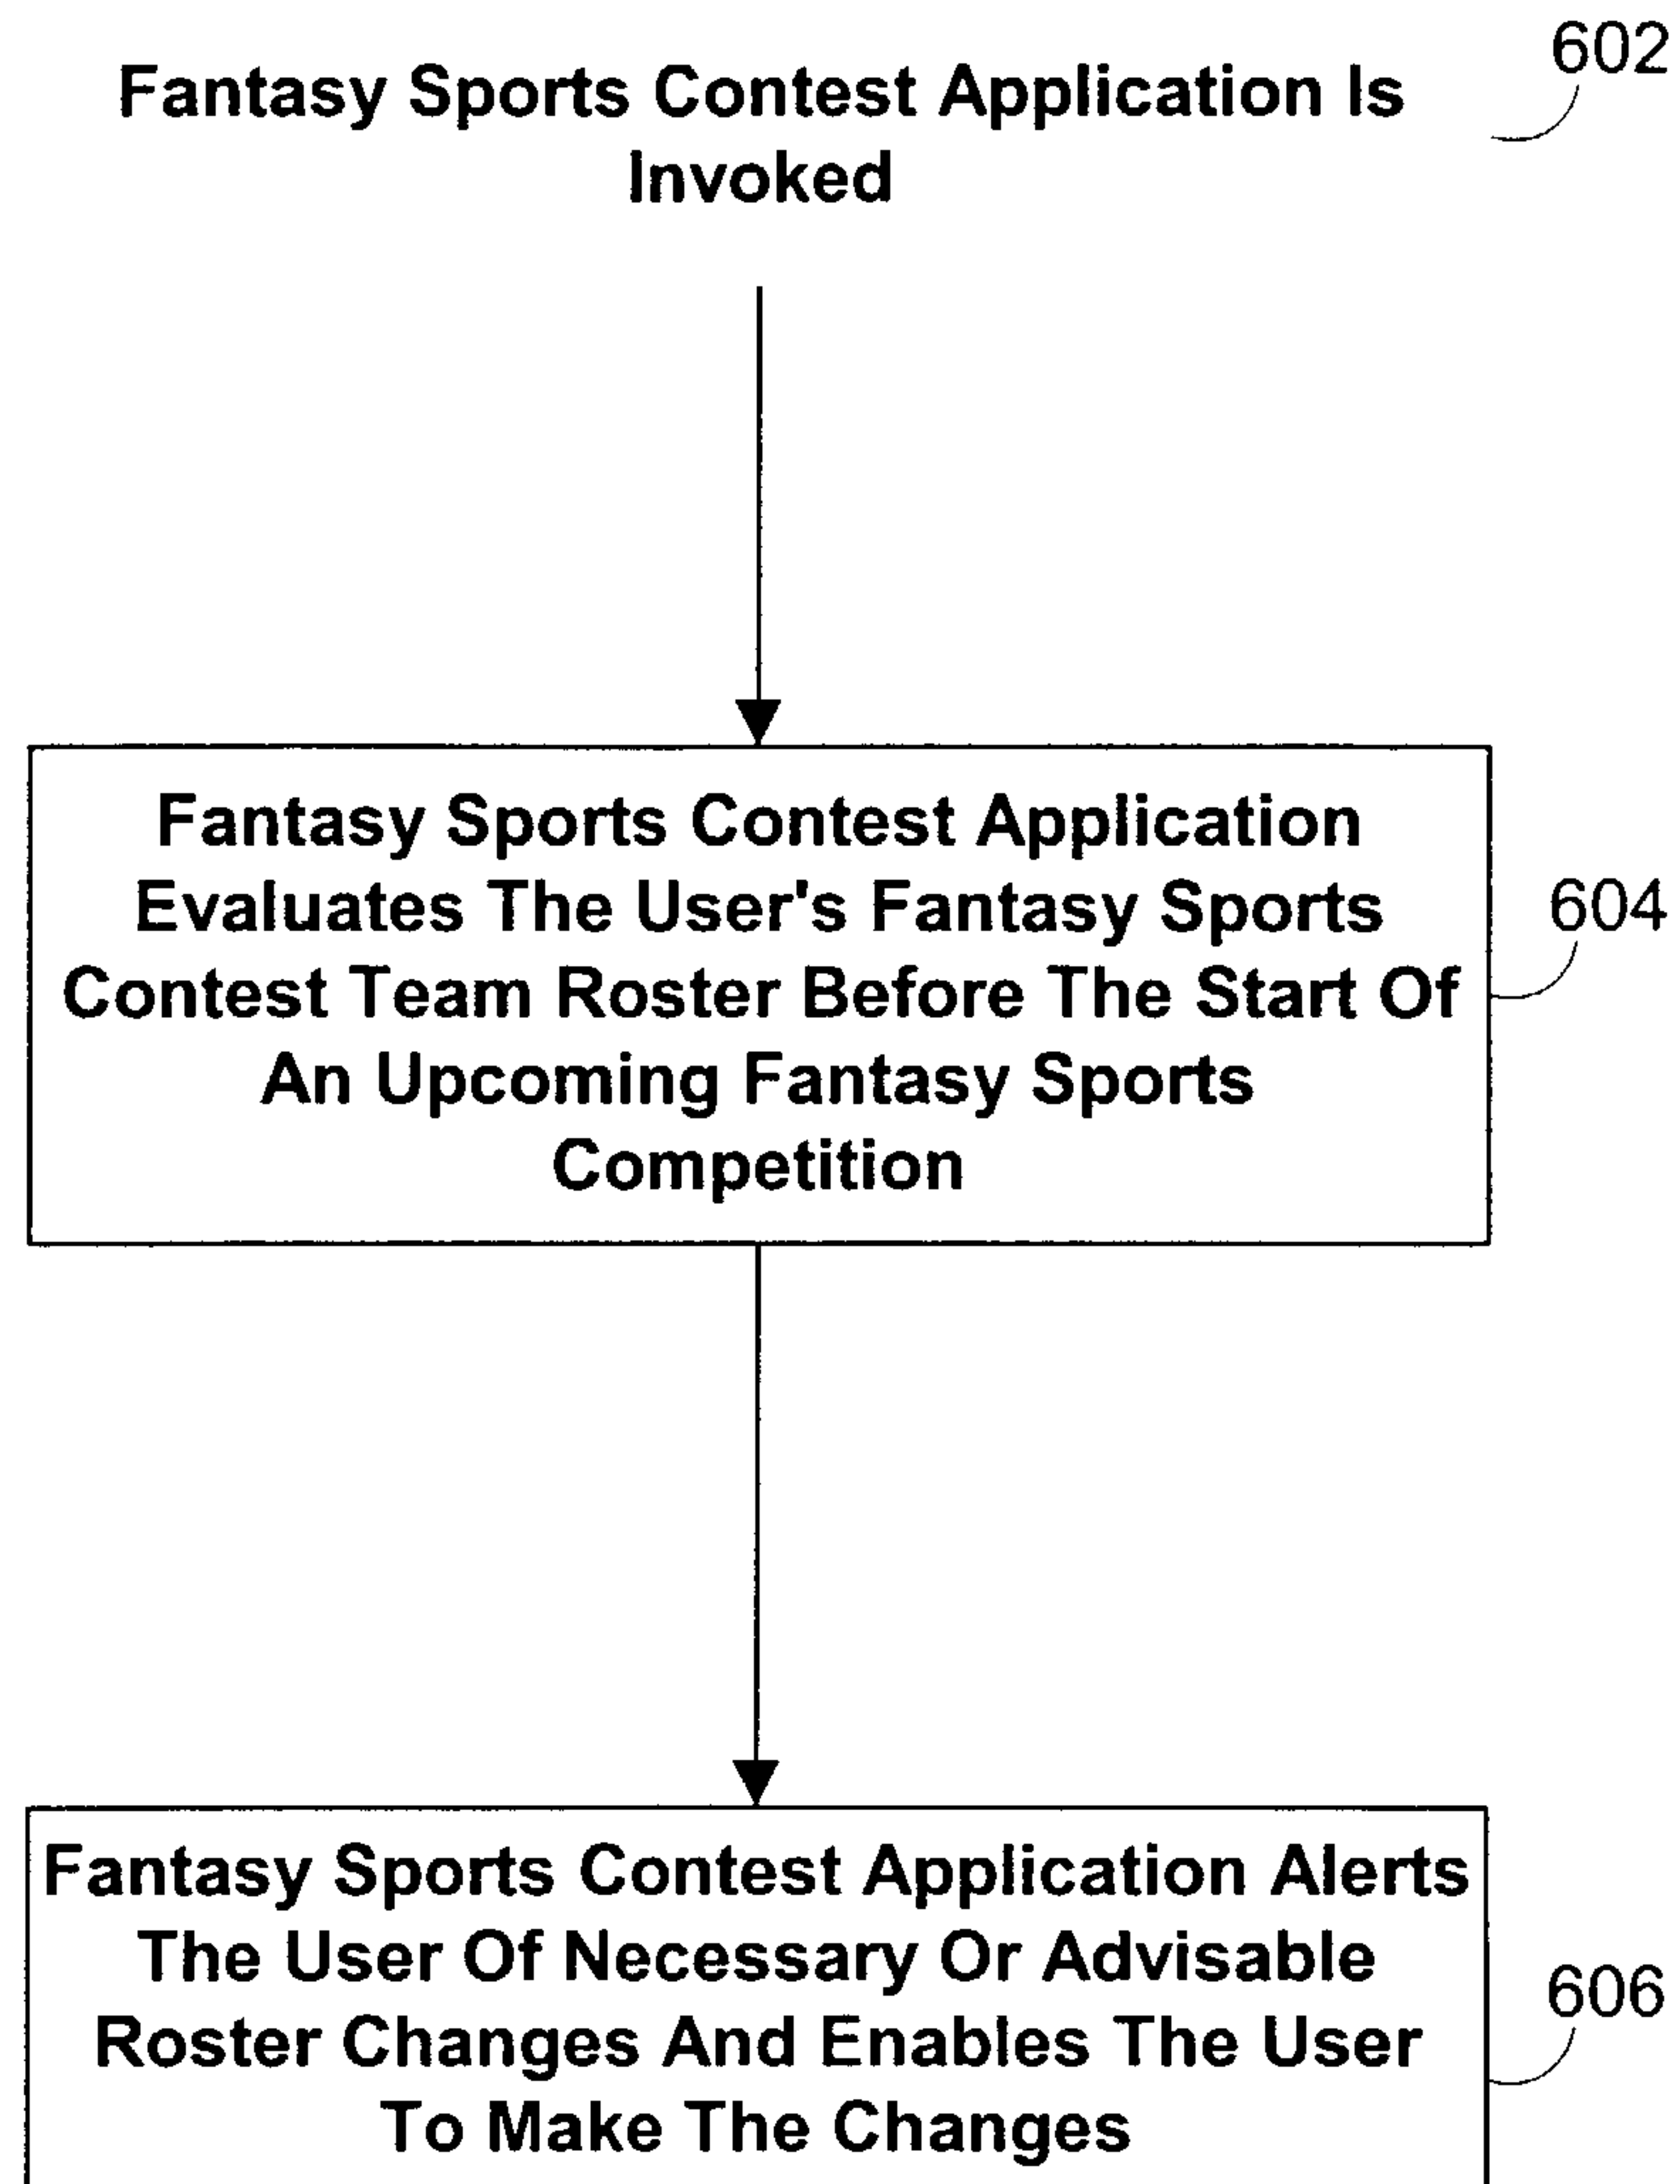 602
Fantasy Sports Contest Application Is
Invoked
Fantasy Sports Contest Application
Evaluates The User's Fantasy Sports
Contest Team Roster Before The Start Of
An Upcoming Fantasy Sports
Competition
604
Fantasy Sports Contest Application Alerts
The User Of Necessary Or Advisable
Roster Changes And Enables The User
To Make The Changes
606